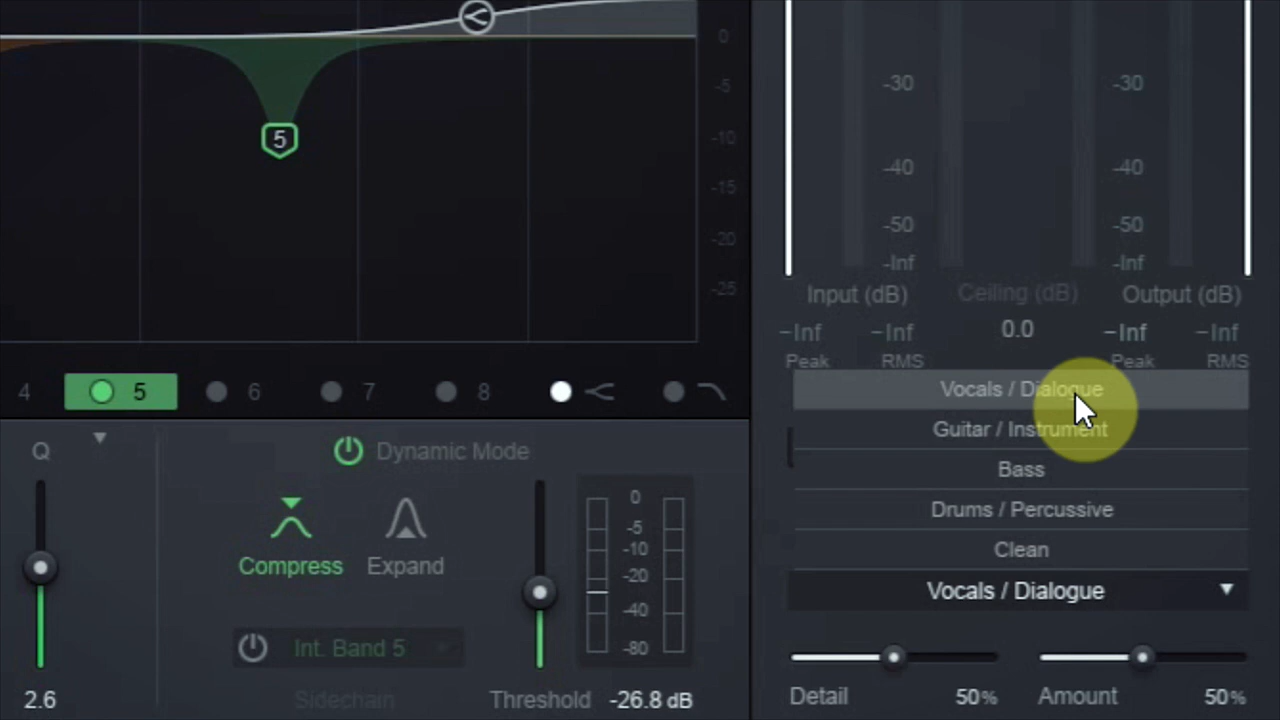 0
-5
-10
-15
-20
-25
5
-30 -30
-40 -40
-50 -50
-Inf -Inf
Input (dB) Ceiling (dB) Output (dB)
-Inf -Inf 0.0 -Inf -Inf
Peak RMS Peak RMS
4 5 6 7 8
Vocals / Dialogue
Guitar / Instrument
Bass
Drums / Percussive
Clean
Vocals / Dialogue
Detail 50% Amount 50%
Q
2.6
Dynamic Mode
Compress Expand
Int. Band 5
Sidechain
0
-5
-10
-20
-40
-80
Threshold -26.8 dB